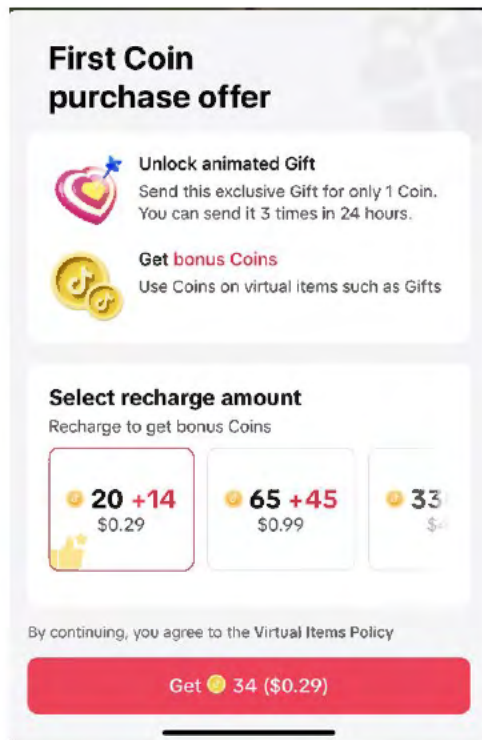 First Coin
purchase offer
Unlock animated Gift
Send this exclusive Gift for only 1 Coin.
You can send it 3 times in 24 hours.
Get bonus Coins
Use Coins on virtual items such as Gifts
Select recharge amount
Recharge to get bonus Coins
20 +14
$0.29
65 +45
$0.99
33
By continuing, you agree to the Virtual Items Policy
Get 34 ($0.29)